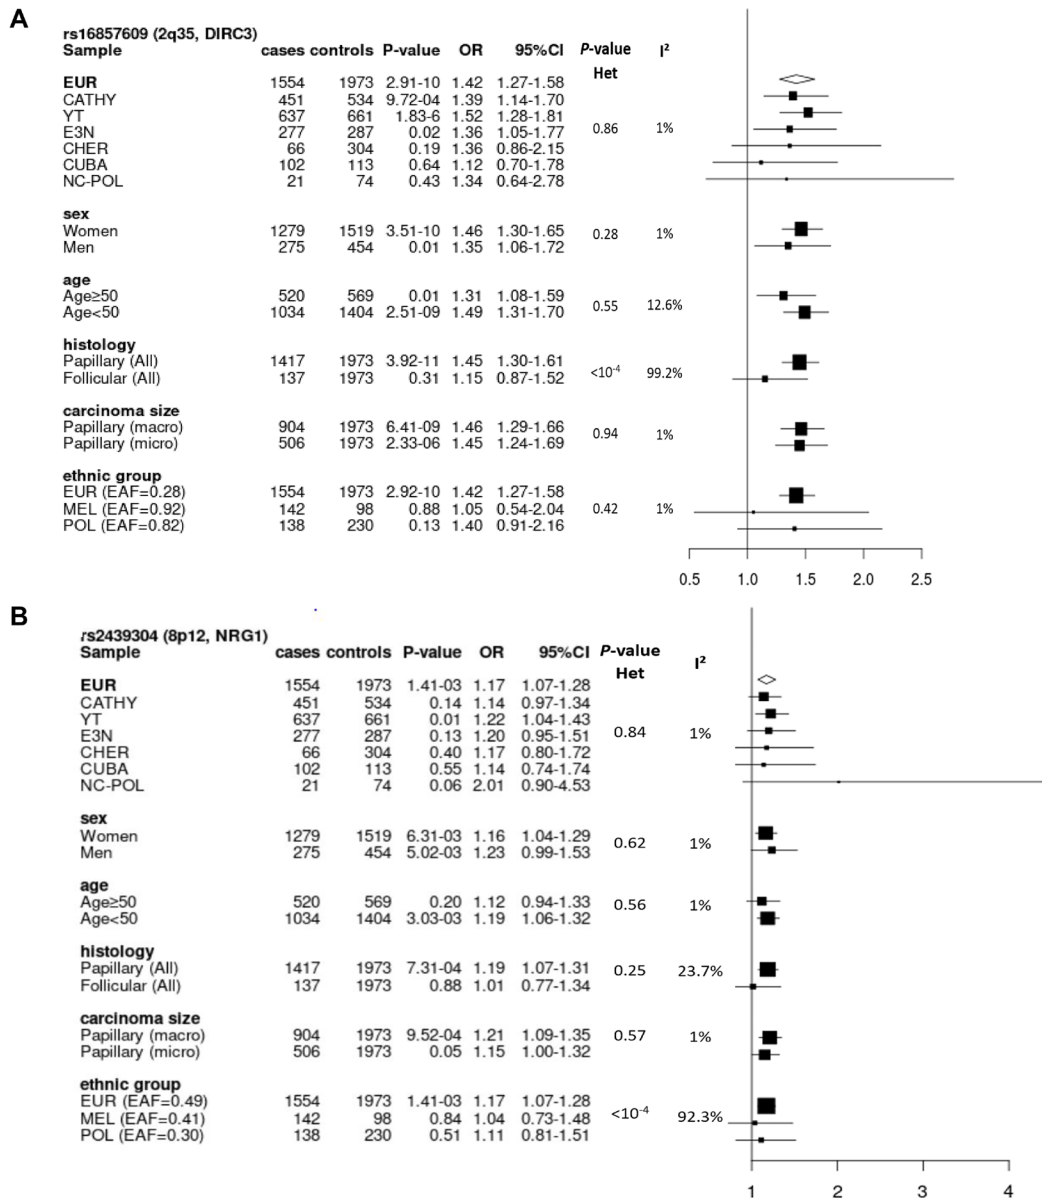 A
rs16857609 (2q35, DIRC3)
Sample cases controls P-value OR 95%CI P-value Het I²
EUR 1554 1973 2.91-10 1.42 1.27-1.58
CATHY 451 534 9.72-04 1.39 1.14-1.70
YT 637 661 1.83-6 1.52 1.28-1.81
E3N 277 287 0.02 1.36 1.05-1.77 0.86 1%
CHER 66 304 0.19 1.36 0.86-2.15
CUBA 102 113 0.64 1.12 0.70-1.78
NC-POL 21 74 0.43 1.34 0.64-2.78
sex
Women 1279 1519 3.51-10 1.46 1.30-1.65 0.28 1%
Men 275 454 0.01 1.35 1.06-1.72
age
Age≥50 520 569 0.01 1.31 1.08-1.59 0.55 12.6%
Age<50 1034 1404 2.51-09 1.49 1.31-1.70
histology
Papillary (All) 1417 1973 3.92-11 1.45 1.30-1.61 <10⁻⁴ 99.2%
Follicular (All) 137 1973 0.31 1.15 0.87-1.52
carcinoma size
Papillary (macro) 904 1973 6.41-09 1.46 1.29-1.66 0.94 1%
Papillary (micro) 506 1973 2.33-06 1.45 1.24-1.69
ethnic group
EUR (EAF=0.28) 1554 1973 2.92-10 1.42 1.27-1.58
MEL (EAF=0.92) 142 98 0.88 1.05 0.54-2.04 0.42 1%
POL (EAF=0.82) 138 230 0.13 1.40 0.91-2.16
0.5 1.0 1.5 2.0 2.5
B
rs2439304 (8p12, NRG1)
Sample cases controls P-value OR 95%CI P-value Het I²
EUR 1554 1973 1.41-03 1.17 1.07-1.28
CATHY 451 534 0.14 1.14 0.97-1.34
YT 637 661 0.01 1.22 1.04-1.43
E3N 277 287 0.13 1.20 0.95-1.51 0.84 1%
CHER 66 304 0.40 1.17 0.80-1.72
CUBA 102 113 0.55 1.14 0.74-1.74
NC-POL 21 74 0.06 2.01 0.90-4.53
sex
Women 1279 1519 6.31-03 1.16 1.04-1.29 0.62 1%
Men 275 454 5.02-03 1.23 0.99-1.53
age
Age≥50 520 569 0.20 1.12 0.94-1.33 0.56 1%
Age<50 1034 1404 3.03-03 1.19 1.06-1.32
histology
Papillary (All) 1417 1973 7.31-04 1.19 1.07-1.31 0.25 23.7%
Follicular (All) 137 1973 0.88 1.01 0.77-1.34
carcinoma size
Papillary (macro) 904 1973 9.52-04 1.21 1.09-1.35 0.57 1%
Papillary (micro) 506 1973 0.05 1.15 1.00-1.32
ethnic group
EUR (EAF=0.49) 1554 1973 1.41-03 1.17 1.07-1.28
MEL (EAF=0.41) 142 98 0.84 1.04 0.73-1.48 <10⁻⁴ 92.3%
POL (EAF=0.30) 138 230 0.51 1.11 0.81-1.51
1 2 3 4